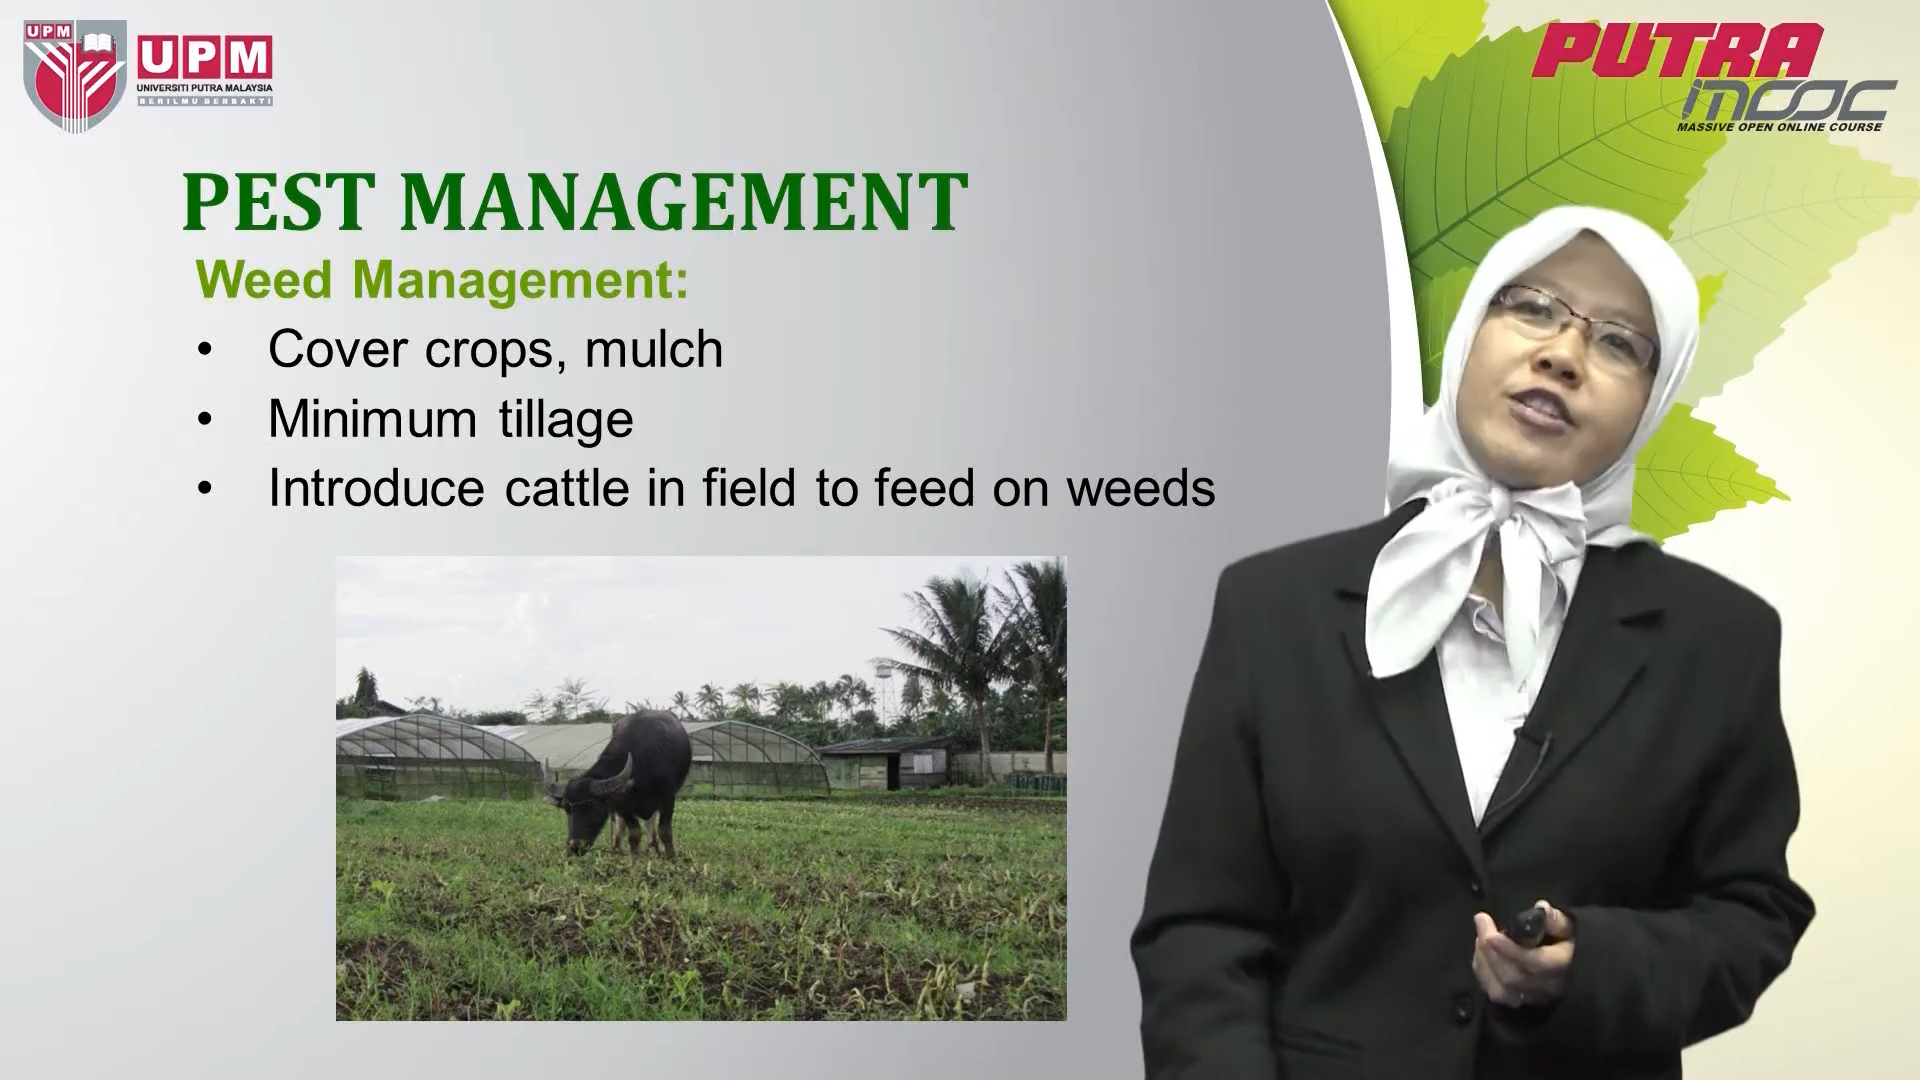 UPM
UPM
UNIVERSITI PUTRA MALAYSIA
BERILMU BERBAKTI
PUTRA
mooc
MASSIVE OPEN ONLINE COURSE
PEST MANAGEMENT
Weed Management:
• Cover crops, mulch
• Minimum tillage
• Introduce cattle in field to feed on weeds